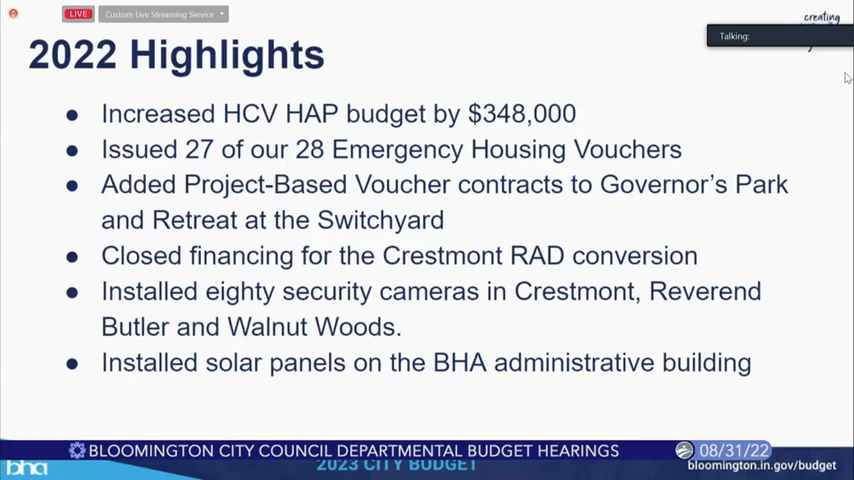 LIVE
Custom Live Streaming Service
creating
Talking:
2022 Highlights
● Increased HCV HAP budget by $348,000
● Issued 27 of our 28 Emergency Housing Vouchers
● Added Project-Based Voucher contracts to Governor's Park
and Retreat at the Switchyard
● Closed financing for the Crestmont RAD conversion
● Installed eighty security cameras in Crestmont, Reverend
Butler and Walnut Woods.
● Installed solar panels on the BHA administrative building
BLOOMINGTON CITY COUNCIL DEPARTMENTAL BUDGET HEARINGS
08/31/22
bha
2023 CITY BUDGET
bloomington.in.gov/budget